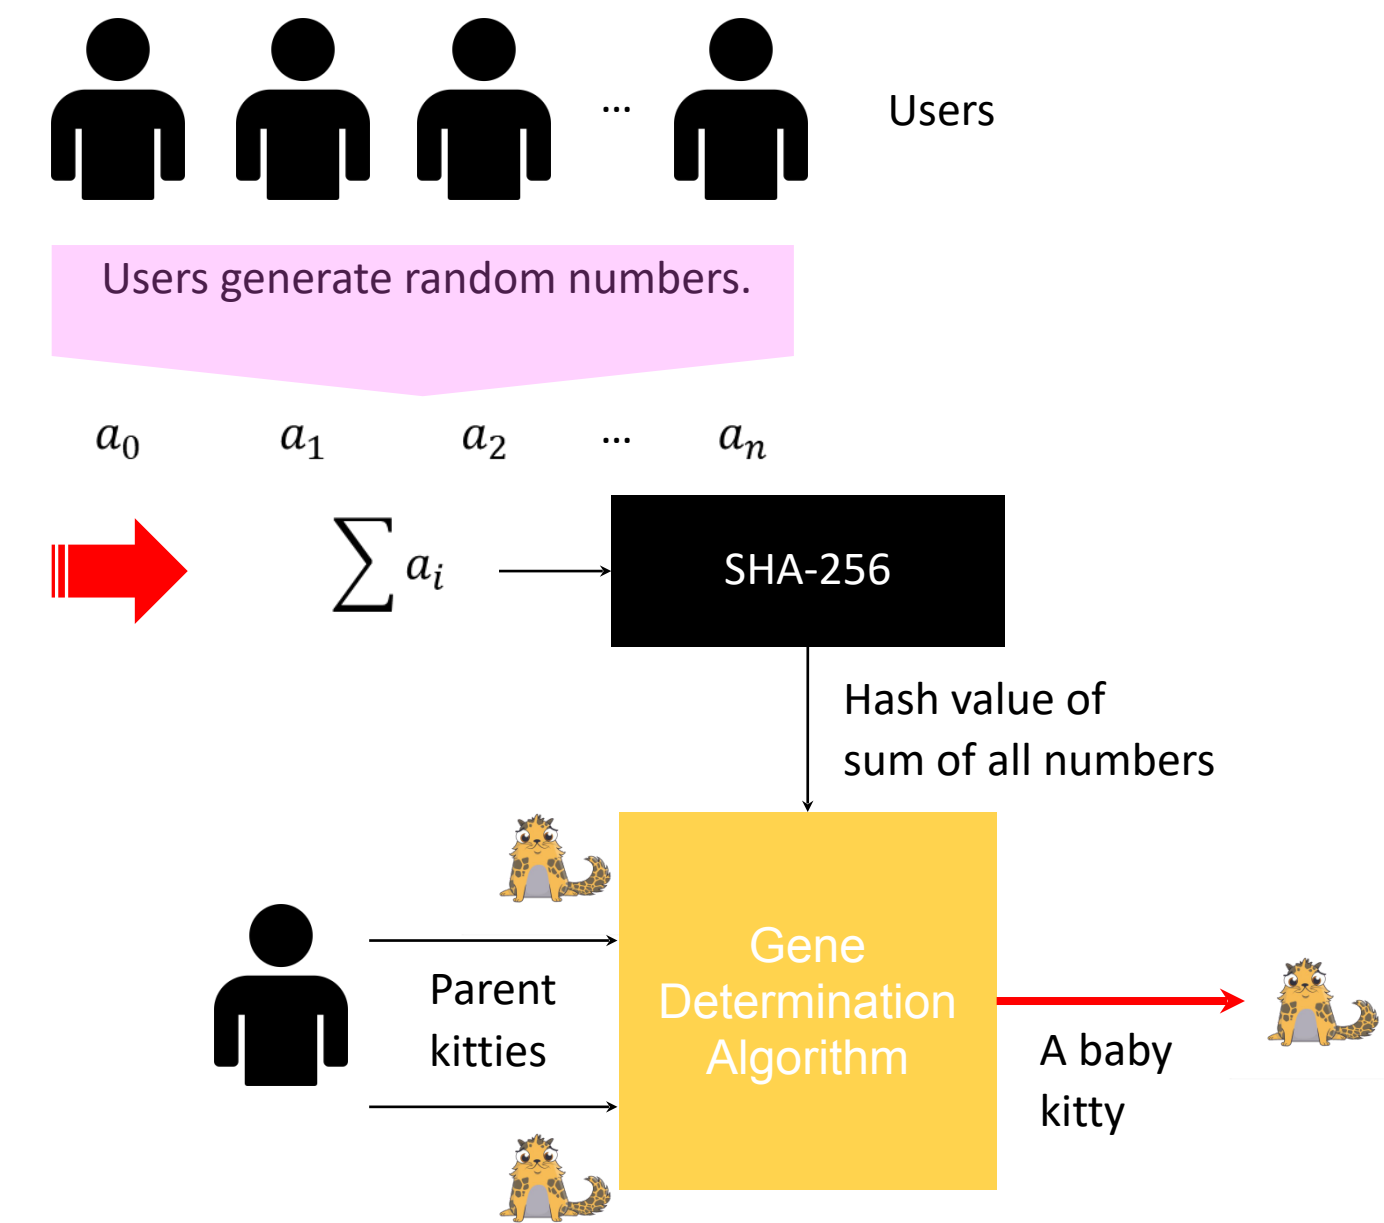 ... Users
Users generate random numbers.
a₀ a₁ a₂ ... aₙ
∑ aᵢ
SHA-256
Hash value of
sum of all numbers
Gene
Determination
Algorithm
Parent
kitties
A baby
kitty